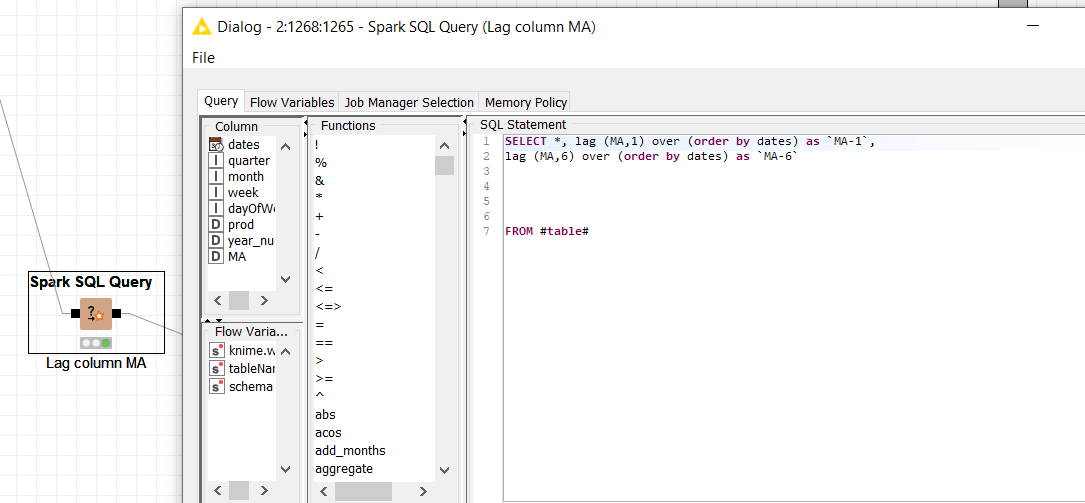 Dialog - 2:1268:1265 - Spark SQL Query (Lag column MA)
File
Query
Flow Variables
Job Manager Selection
Memory Policy
Column
dates
I quarter
I month
I week
I dayOfWe
D prod
D year_nu
D MA
Flow Varia...
s knime.w
s tableNar
s schema
Functions
!
%
&
*
+
-
/
<
<=
<=>
=
==
>
>=
^
abs
acos
add_months
aggregate
SQL Statement
1 SELECT *, lag (MA,1) over (order by dates) as `MA-1`,
2 lag (MA,6) over (order by dates) as `MA-6`
3
4
5
6
7 FROM #table#
Spark SQL Query
?
Lag column MA